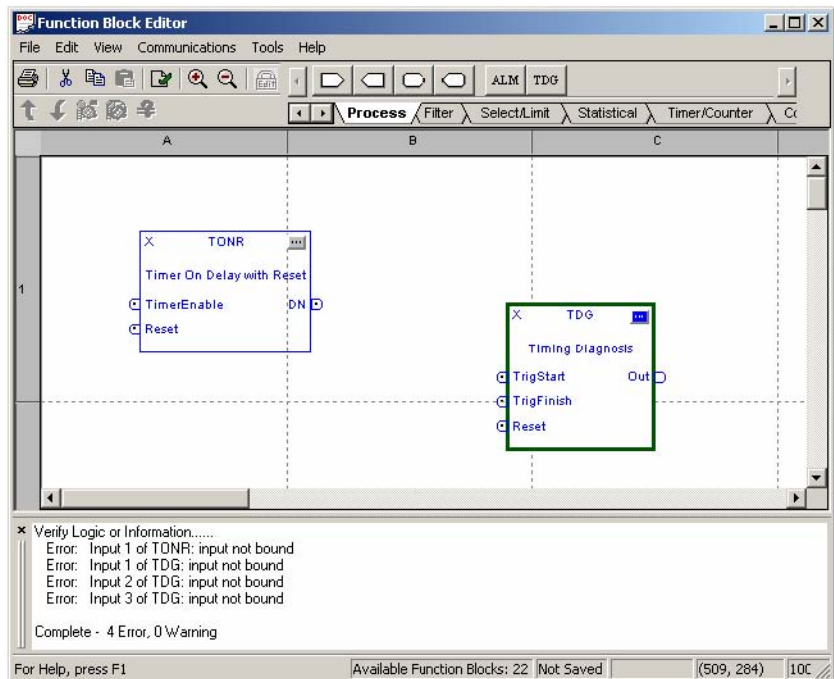 DOC
Function Block Editor
File Edit View Communications Tools Help
Edit
ALM TDG
Process Filter Select/Limit Statistical Timer/Counter
A B C
1
X TONR ...
Timer On Delay with Reset
TimerEnable DN
Reset
X TDG ...
Timing Diagnosis
TrigStart Out
TrigFinish
Reset
Verify Logic or Information......
Error: Input 1 of TONR: input not bound
Error: Input 1 of TDG: input not bound
Error: Input 2 of TDG: input not bound
Error: Input 3 of TDG: input not bound
Complete - 4 Error, 0 Warning
For Help, press F1 Available Function Blocks: 22 Not Saved (509, 284)